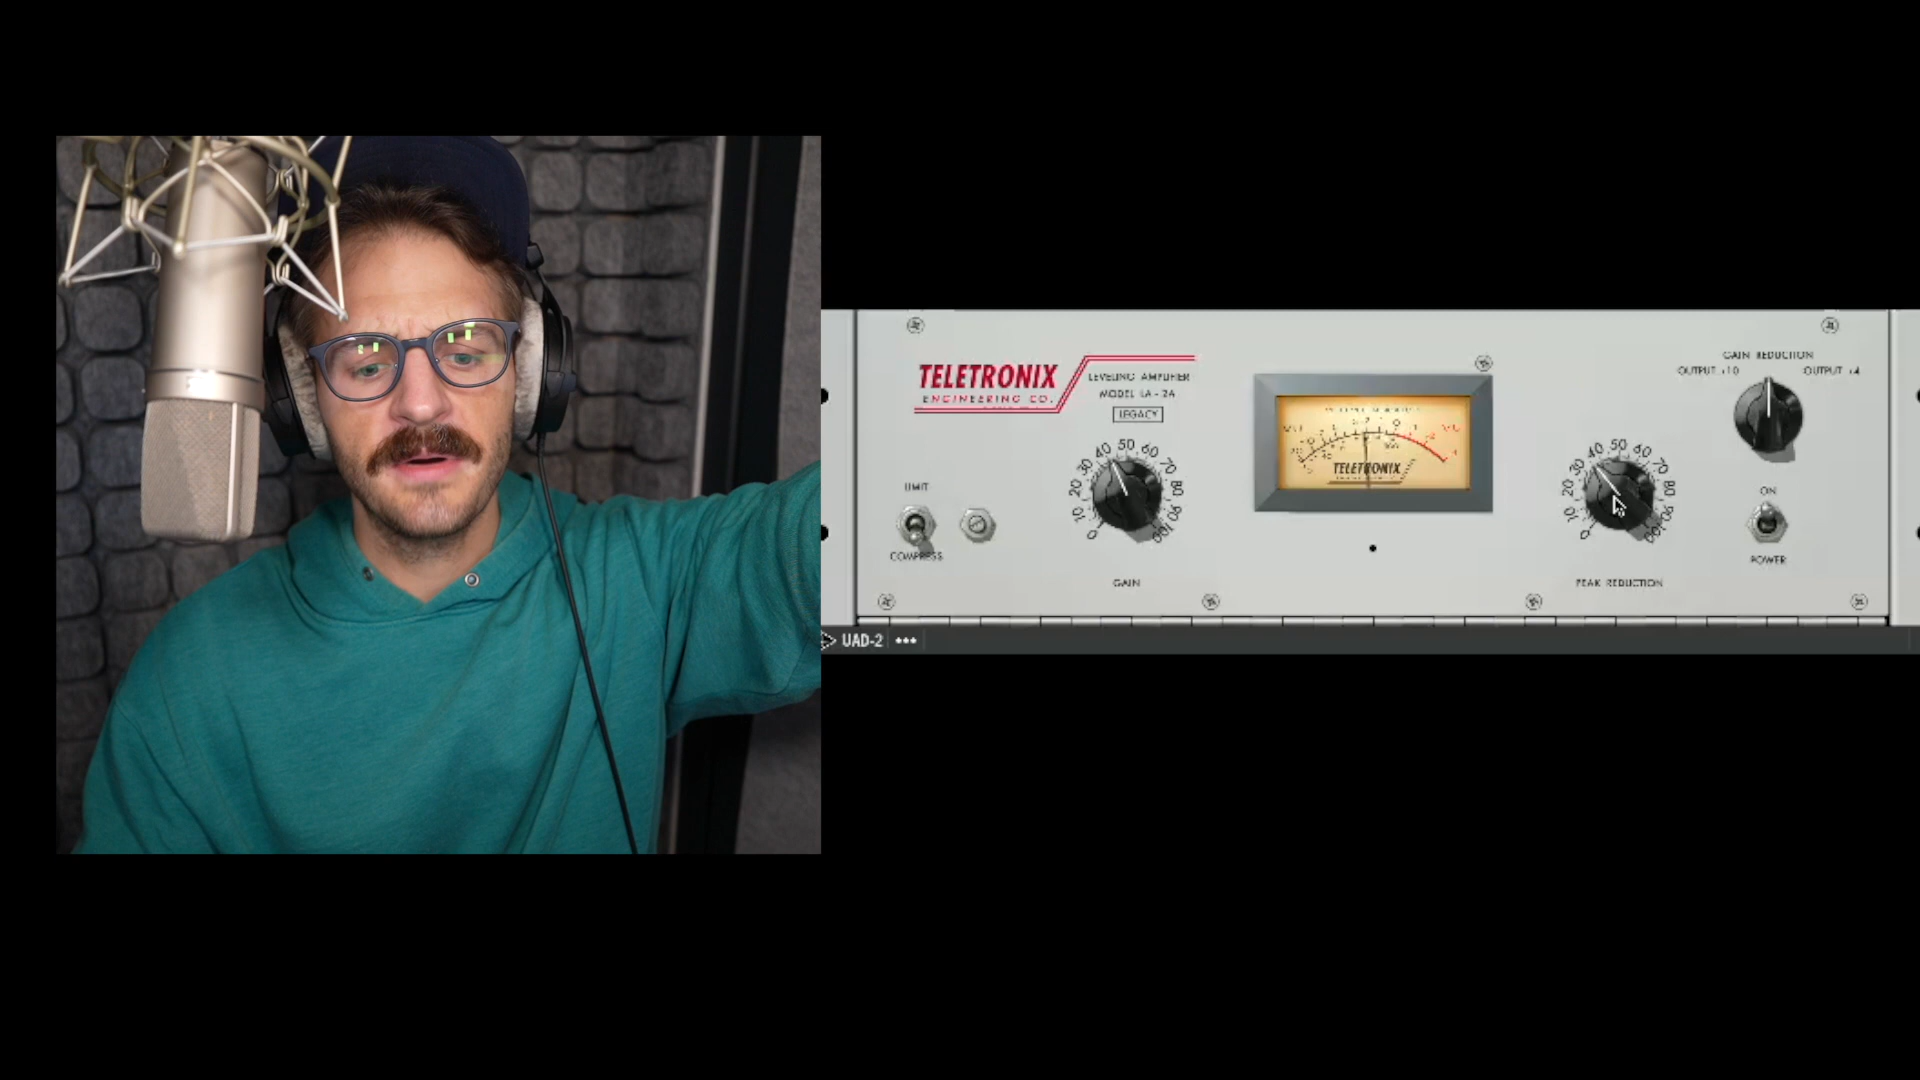 TELETRONIX
ENGINEERING CO.
LEVELING AMPLIFIER
MODEL LA-2A
LEGACY
LIMIT
COMPRESS
0 10 20 30 40 50 60 70 80 90 100
GAIN
TELETRONIX
GAIN REDUCTION
OUTPUT +10
OUTPUT +4
0 10 20 30 40 50 60 70 80 90 100
PEAK REDUCTION
ON
POWER
UAD-2 •••